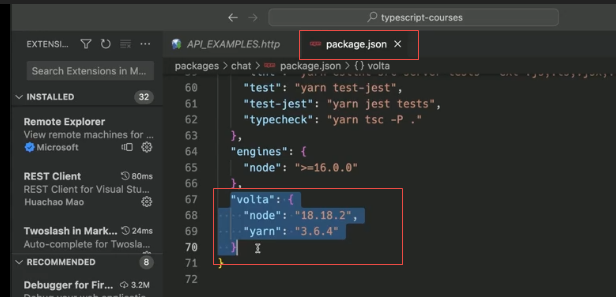 typescript-courses
EXTENSI...
API_EXAMPLES.http
package.json
packages > chat > package.json > {} volta
Search Extensions in M...
INSTALLED
32
Remote Explorer
View remote machines for ...
Microsoft
REST Client
80ms
REST Client for Visual Stu...
Huachao Mao
Twoslash in Mark...
24ms
Auto-complete for Twosla...
RECOMMENDED
8
Debugger for Fir...
3.2M
60 "test": "yarn test-jest",
61 "test-jest": "yarn jest tests",
62 "typecheck": "yarn tsc -P ."
63 },
64 "engines": {
65 "node": ">=16.0.0"
66 },
67 "volta": {
68 "node": "18.18.2",
69 "yarn": "3.6.4"
70 }
71 }
72